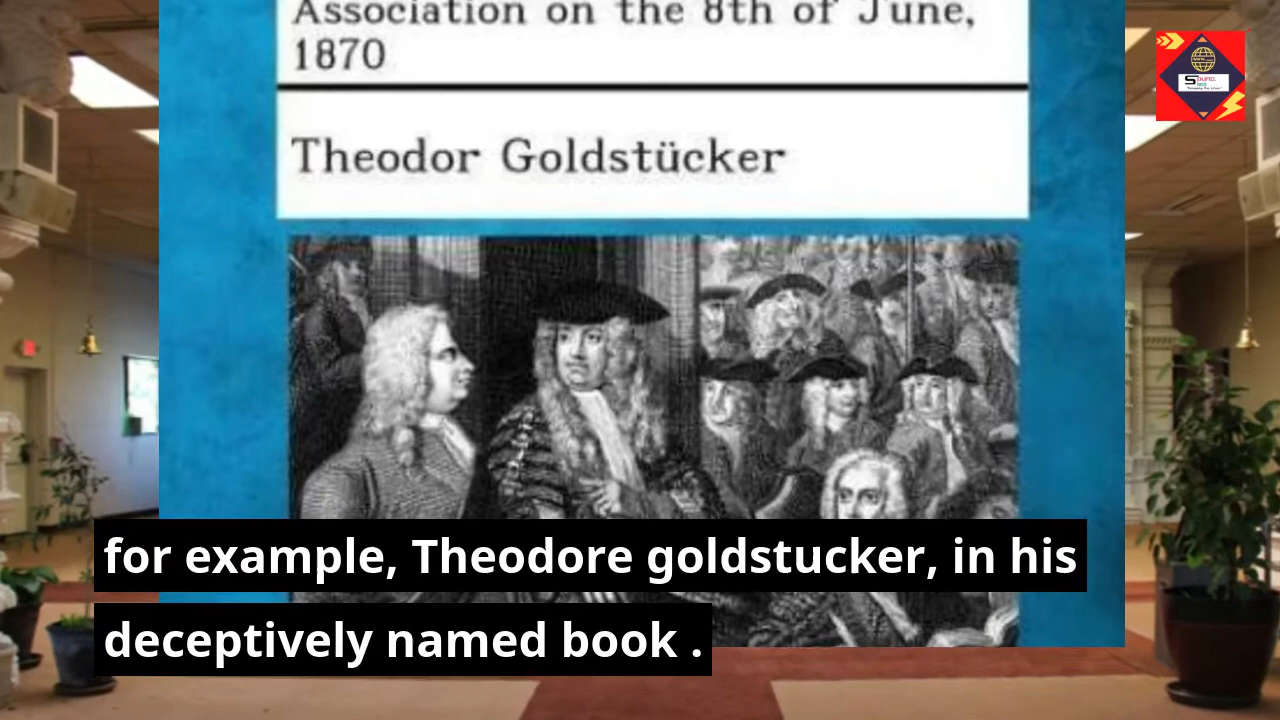 Association on the 8th of June,
1870
Theodor Goldstücker
for example, Theodore goldstucker, in his
deceptively named book .